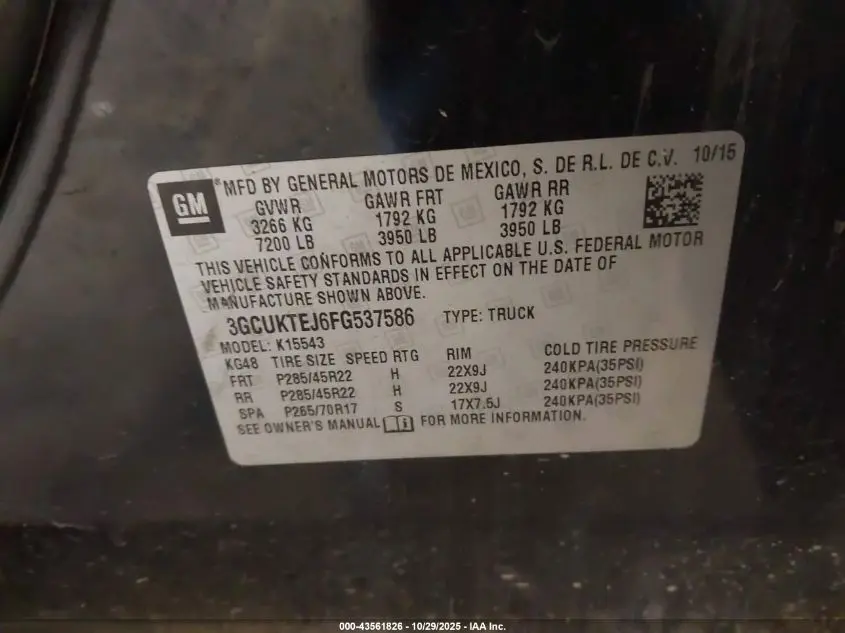 GM
MFD BY GENERAL MOTORS DE MEXICO, S. DE R.L. DE C.V. 10/15
GVWR GAWR FRT GAWR RR
3266 KG 1792 KG 1792 KG
7200 LB 3950 LB 3950 LB
THIS VEHICLE CONFORMS TO ALL APPLICABLE U.S. FEDERAL MOTOR
VEHICLE SAFETY STANDARDS IN EFFECT ON THE DATE OF
MANUFACTURE SHOWN ABOVE.
3GCUKTEJ6FG537586 TYPE: TRUCK
MODEL: K15543
KG48 TIRE SIZE SPEED RTG RIM COLD TIRE PRESSURE
FRT P285/45R22 H 22X9J 240KPA(35PSI)
RR P285/45R22 H 22X9J 240KPA(35PSI)
SPA P265/70R17 S 17X7.5J 240KPA(35PSI)
SEE OWNER'S MANUAL FOR MORE INFORMATION.
000-43561826 - 10/29/2025 - IAA Inc.